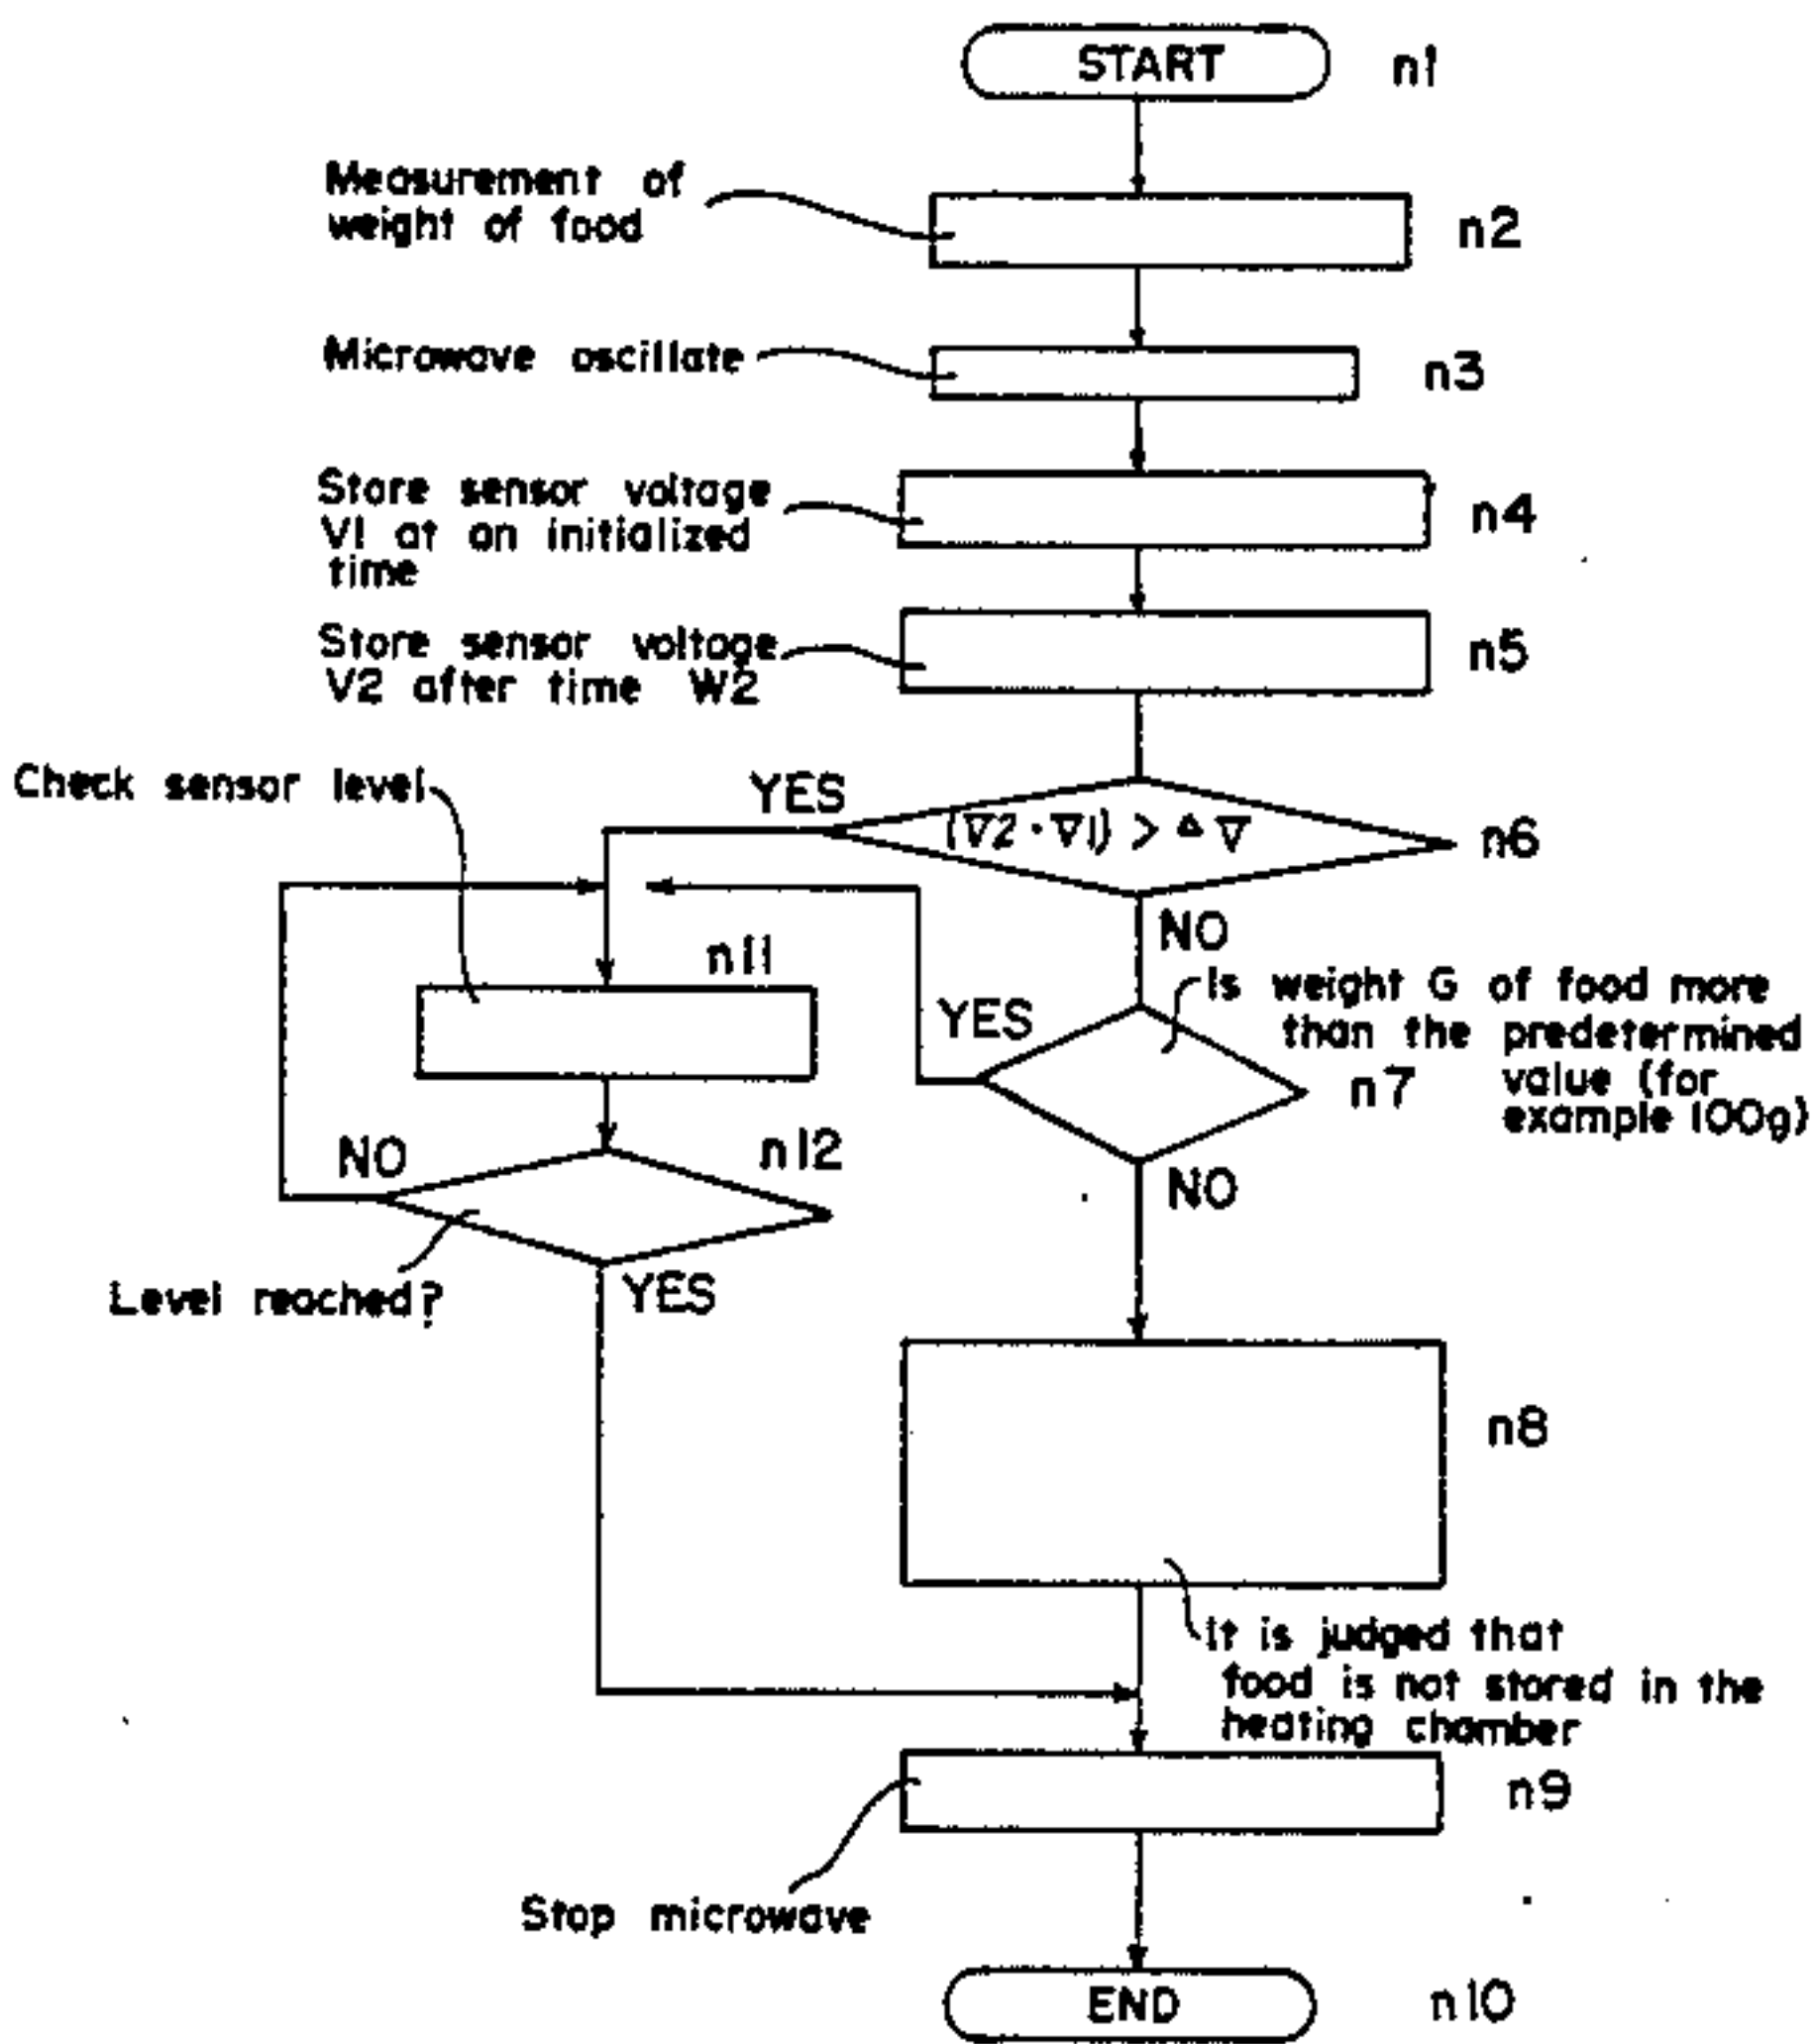 START
n1
Measurement of
weight of food
n2
Microwave oscillate
n3
Store sensor voltage
V1 at an initialized
time
n4
Store sensor voltage
V2 after time W2
n5
Check sensor level
YES
(∇2・∇1) > Δ ∇
n6
NO
n11
Is weight G of food more
than the predetermined
value (for
example 100g)
YES
n7
n12
NO
NO
Level reached?
YES
n8
It is judged that
food is not stored in the
heating chamber
n9
Stop microwave
END
n10